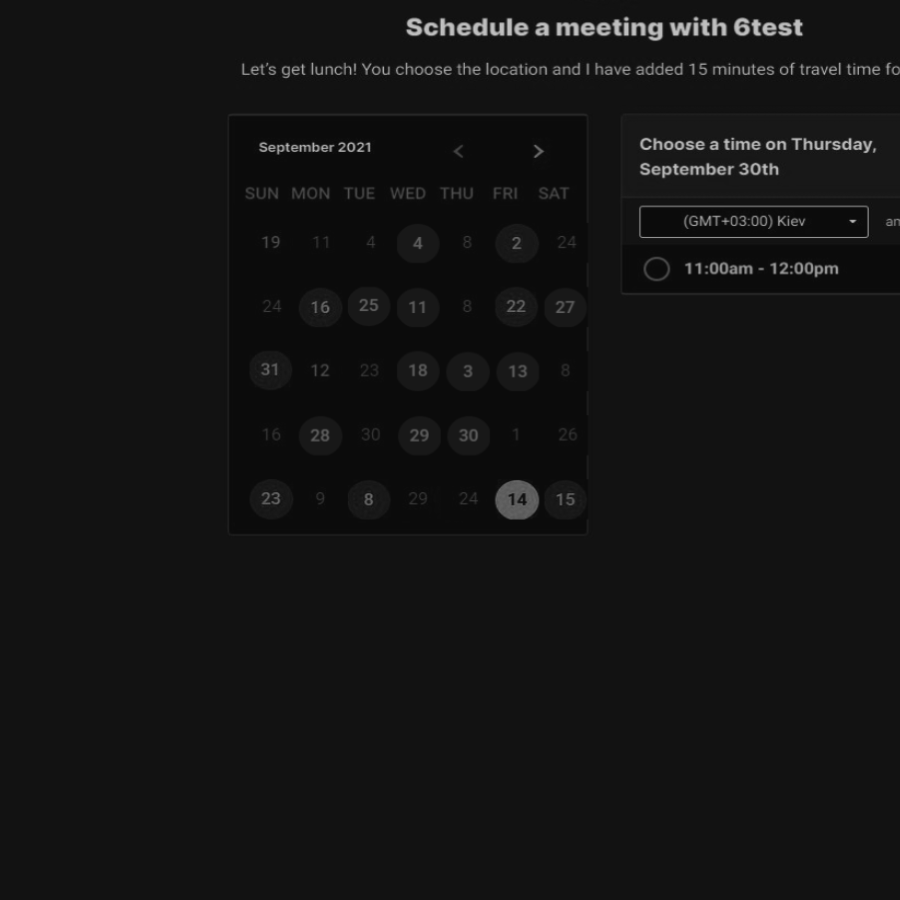 Schedule a meeting with 6test
Let's get lunch! You choose the location and I have added 15 minutes of travel time
September 2021 < >
SUN MON TUE WED THU FRI SAT
19 11 4 4 8 2 24
24 16 25 11 8 22 27
31 12 23 18 3 13 8
16 28 30 29 30 1 26
23 9 8 29 24 14 15
Choose a time on Thursday,
September 30th
(GMT+03:00) Kiev
11:00am - 12:00pm